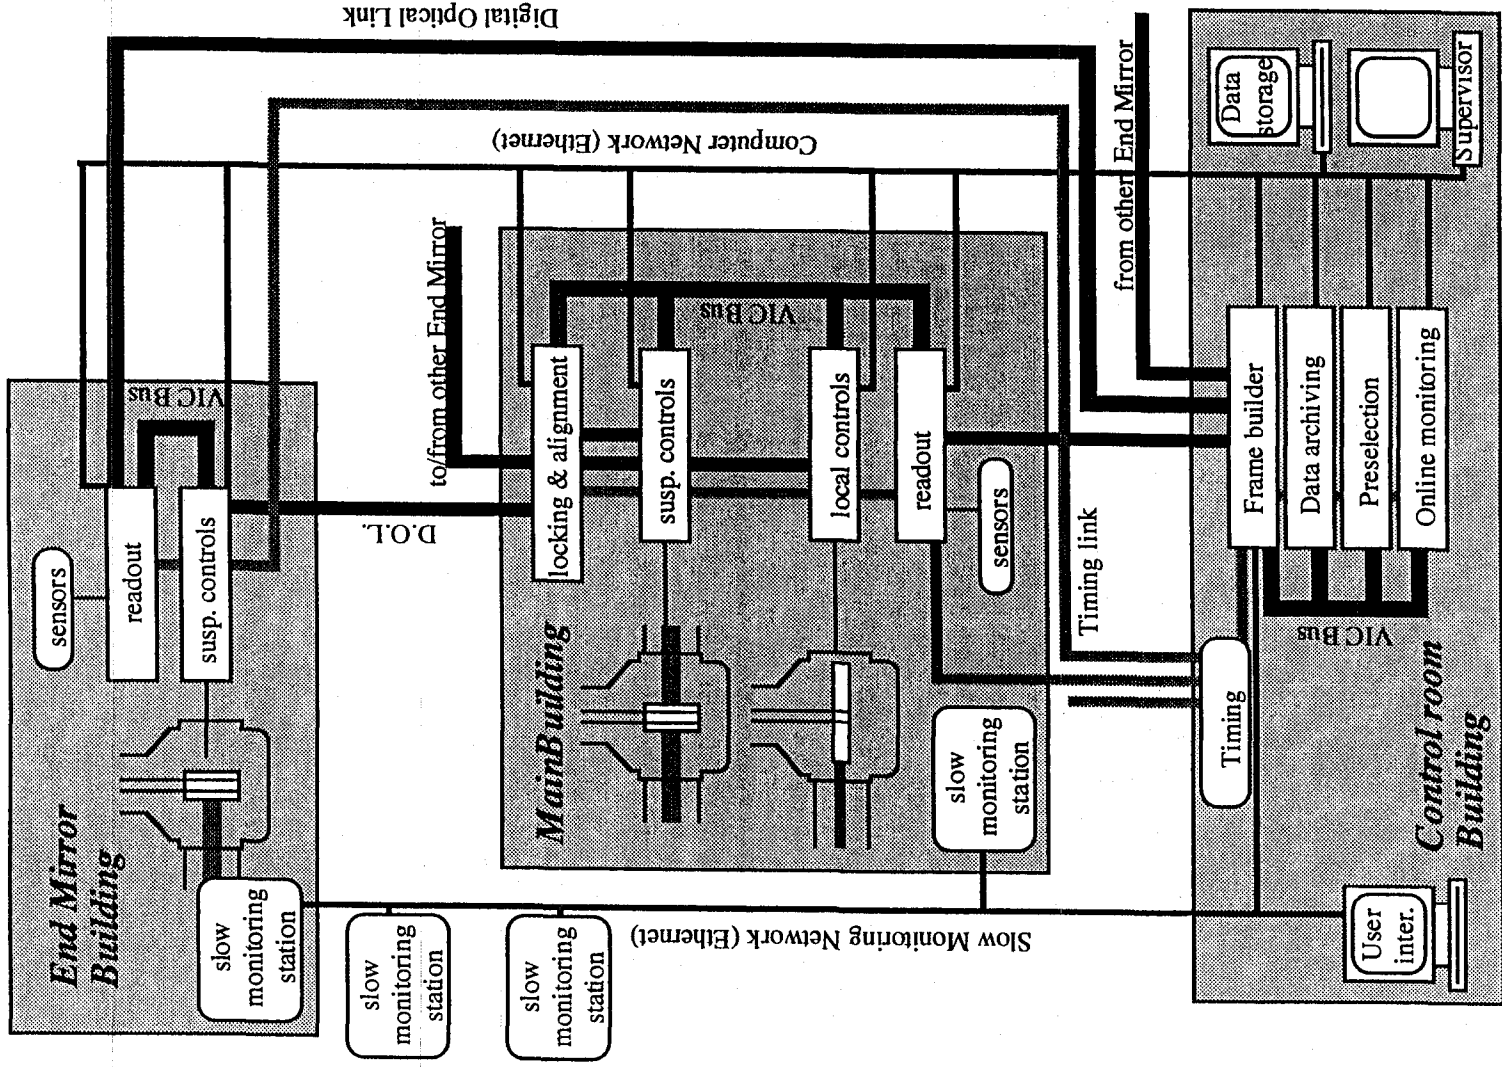 Digital Optical Link
Computer Network (Ethernet)
End Mirror
Building
VIC Bus
sensors
readout
susp. controls
slow
monitoring
station
slow
monitoring
station
slow
monitoring
station
D.O.L.
to/from other End Mirror
MainBuilding
VIC Bus
locking & alignment
susp. controls
local controls
readout
sensors
slow
monitoring
station
Timing link
Slow Monitoring Network (Ethernet)
from other End Mirror
Control room
Building
Data
storage
Supervisor
Frame builder
Data archiving
Preselection
Online monitoring
VIC Bus
Timing
User
inter.